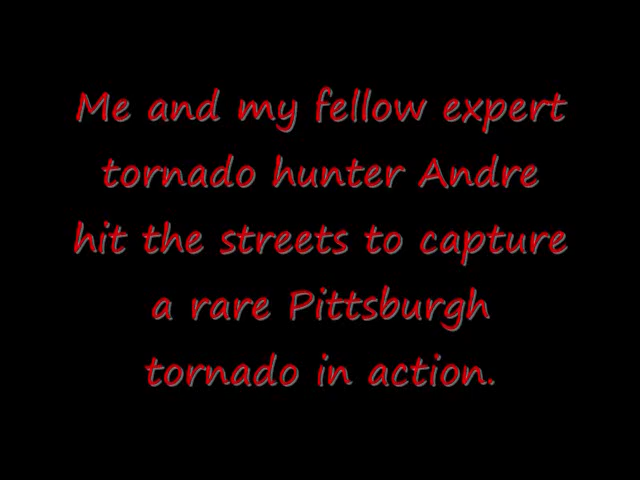 Me and my fellow expert
tornado hunter Andre
hit the streets to capture
a rare Pittsburgh
tornado in action.